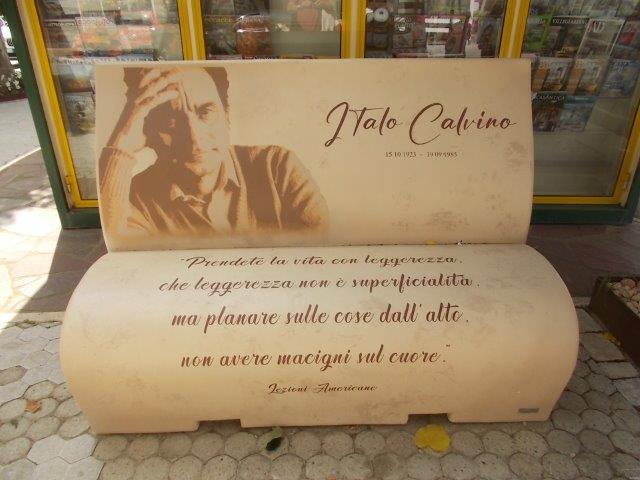 Italo Calvino
15.10.1923 - 19.09.1985
"Prendete la vita con leggerezza,
che leggerezza non è superficialità,
ma planare sulle cose dall'alto,
non avere macigni sul cuore."
Lezioni Americane